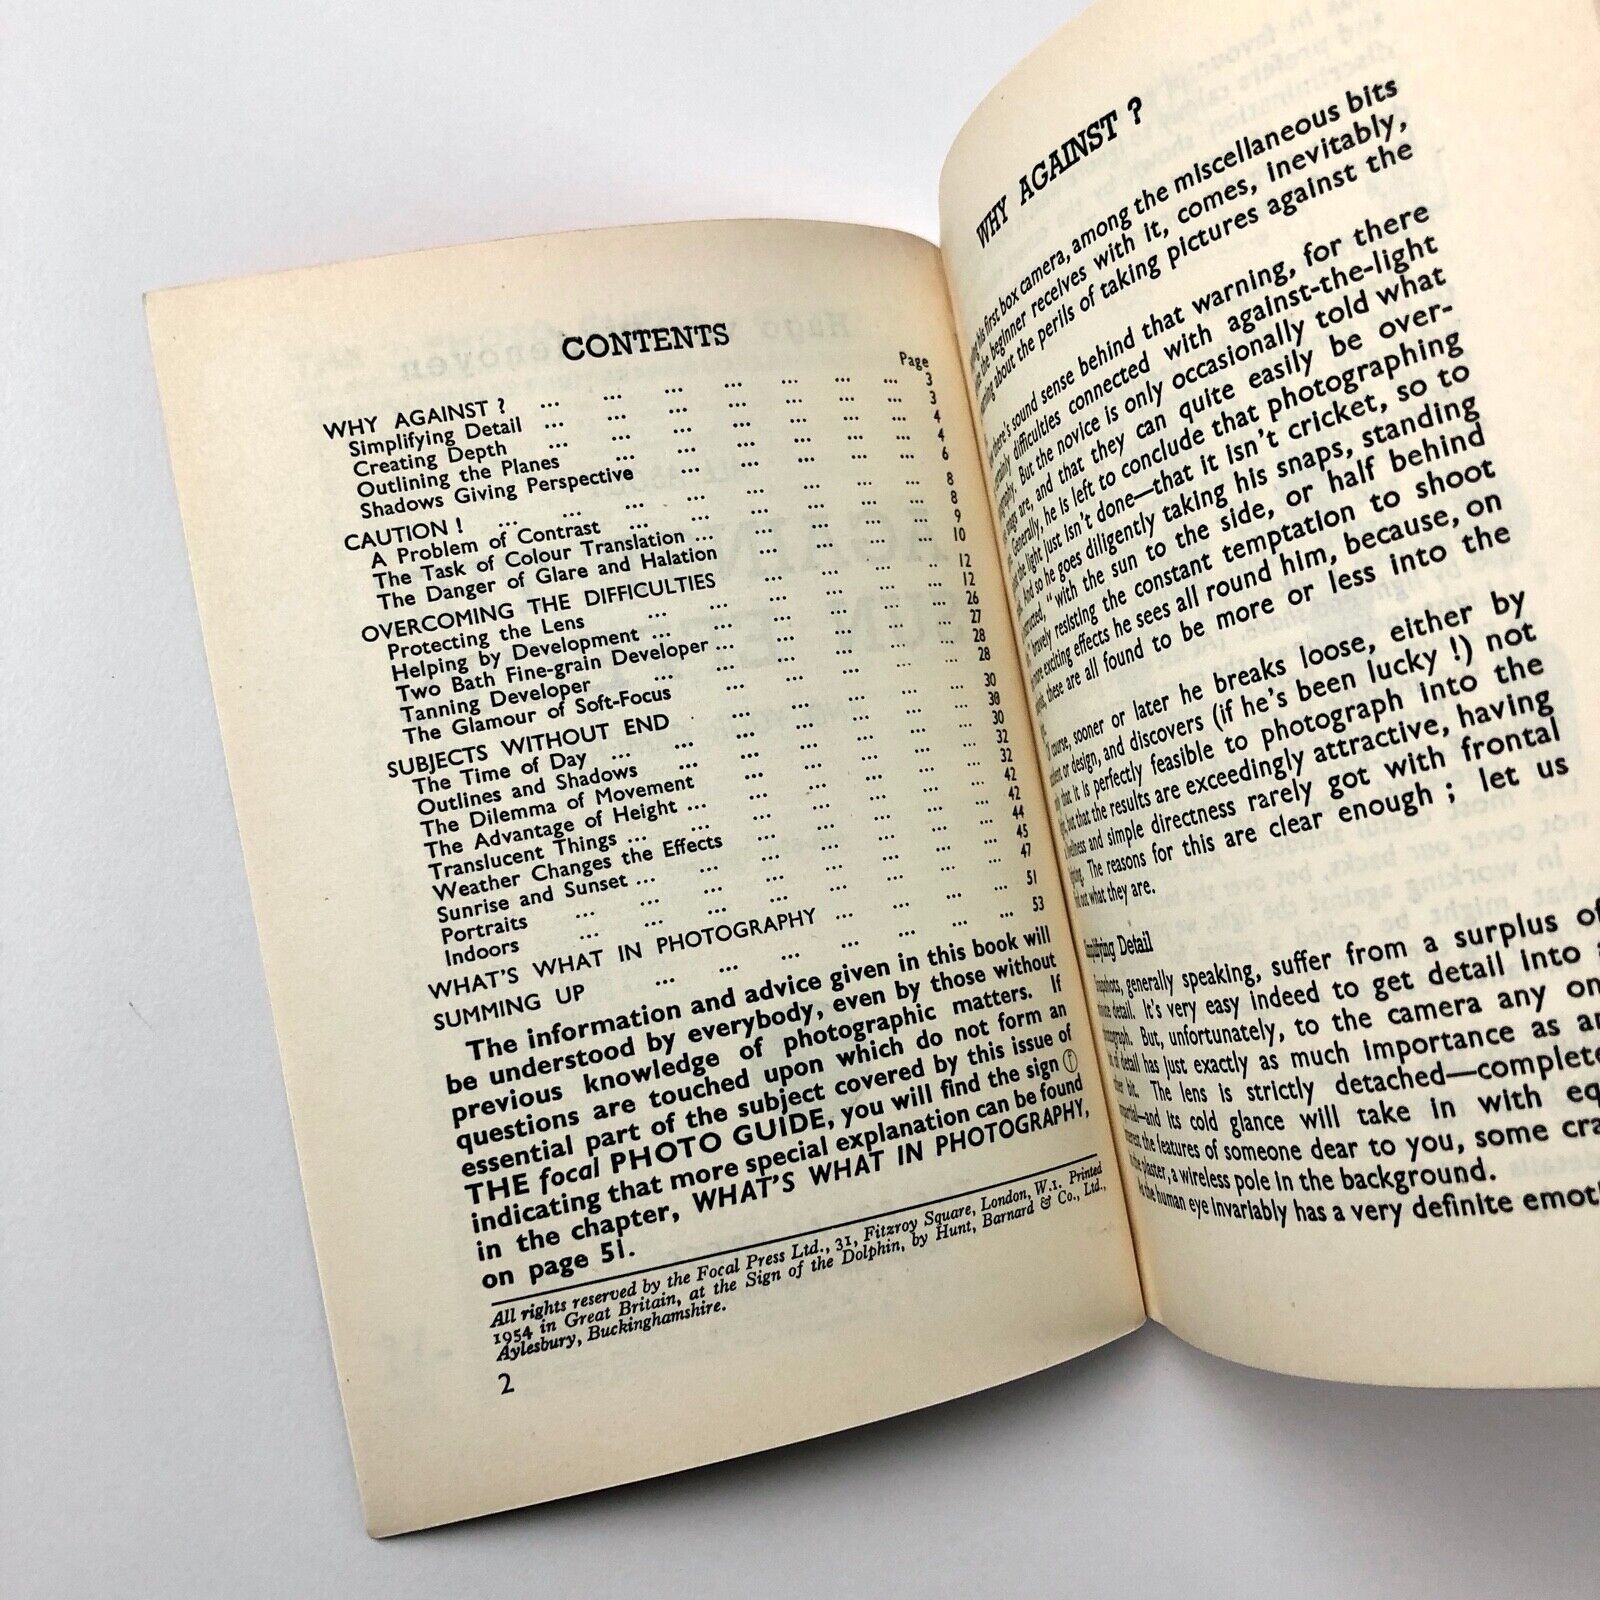 CONTENTS
Page
WHY AGAINST ? ... ... ... ... ... ... 3
Simplifying Detail ... ... ... ... ... ... 3
Creating Depth ... ... ... ... ... ... 4
Outlining the Planes ... ... ... ... ... 4
Shadows Giving Perspective ... ... ... ... 6
CAUTION ! ... ... ... ... ... ... 8
A Problem of Contrast ... ... ... ... ... 8
The Task of Colour Translation ... ... ... ... 9
The Danger of Glare and Halation ... ... ... 10
OVERCOMING THE DIFFICULTIES ... ... ... 12
Protecting the Lens ... ... ... ... ... 12
Helping by Development ... ... ... ... ... 26
Two Bath Fine-grain Developer ... ... ... ... 27
Tanning Developer ... ... ... ... ... 28
The Glamour of Soft-Focus ... ... ... ... 28
SUBJECTS WITHOUT END ... ... ... ... 30
The Time of Day ... ... ... ... ... 30
Outlines and Shadows ... ... ... ... ... 30
The Dilemma of Movement ... ... ... ... 32
The Advantage of Height ... ... ... ... ... 32
Translucent Things ... ... ... ... ... 42
Weather Changes the Effects ... ... ... ... 42
Sunrise and Sunset ... ... ... ... ... 44
Portraits ... ... ... ... ... ... 45
Indoors ... ... ... ... ... ... 47
WHAT'S WHAT IN PHOTOGRAPHY ... ... ... 51
SUMMING UP ... ... ... ... ... 53
The information and advice given in this book will
be understood by everybody, even by those without
previous knowledge of photographic matters. If
questions are touched upon which do not form an
essential part of the subject covered by this issue of
THE focal PHOTO GUIDE, you will find the sign Ⓕ
indicating that more special explanation can be found
in the chapter, WHAT'S WHAT IN PHOTOGRAPHY,
on page 51.
All rights reserved by the Focal Press Ltd., 31, Fitzroy Square, London, W.1. Printed
1954 in Great Britain, at the Sign of the Dolphin, by Hunt, Barnard & Co., Ltd.,
Aylesbury, Buckinghamshire.
2
WHY AGAINST ?
his first box camera, among the miscellaneous bits
the beginner receives with it, comes, inevitably,
about the perils of taking pictures against the
there's sound sense behind that warning, for there
difficulties connected with against-the-light
But the novice is only occasionally told what
snags are, and that they can quite easily be over-
Generally, he is left to conclude that photographing
the light just isn't done—that it isn't cricket, so to
And so he goes diligently taking his snaps, standing
"with the sun to the side, or half behind
bravely resisting the constant temptation to shoot
more exciting effects he sees all round him, because, on
these are all found to be more or less into the
course, sooner or later he breaks loose, either by
or design, and discovers (if he's been lucky !) not
that it is perfectly feasible to photograph into the
but that the results are exceedingly attractive, having
and simple directness rarely got with frontal
The reasons for this are clear enough ; let us
out what they are.
Detail
generally speaking, suffer from a surplus of
detail. It's very easy indeed to get detail into a
But, unfortunately, to the camera any one
of detail has just exactly as much importance as
bit. The lens is strictly detached—
and its cold glance will take in with
the features of someone dear to you, some
plaster, a wireless pole in the background.
the human eye invariably has a very definite